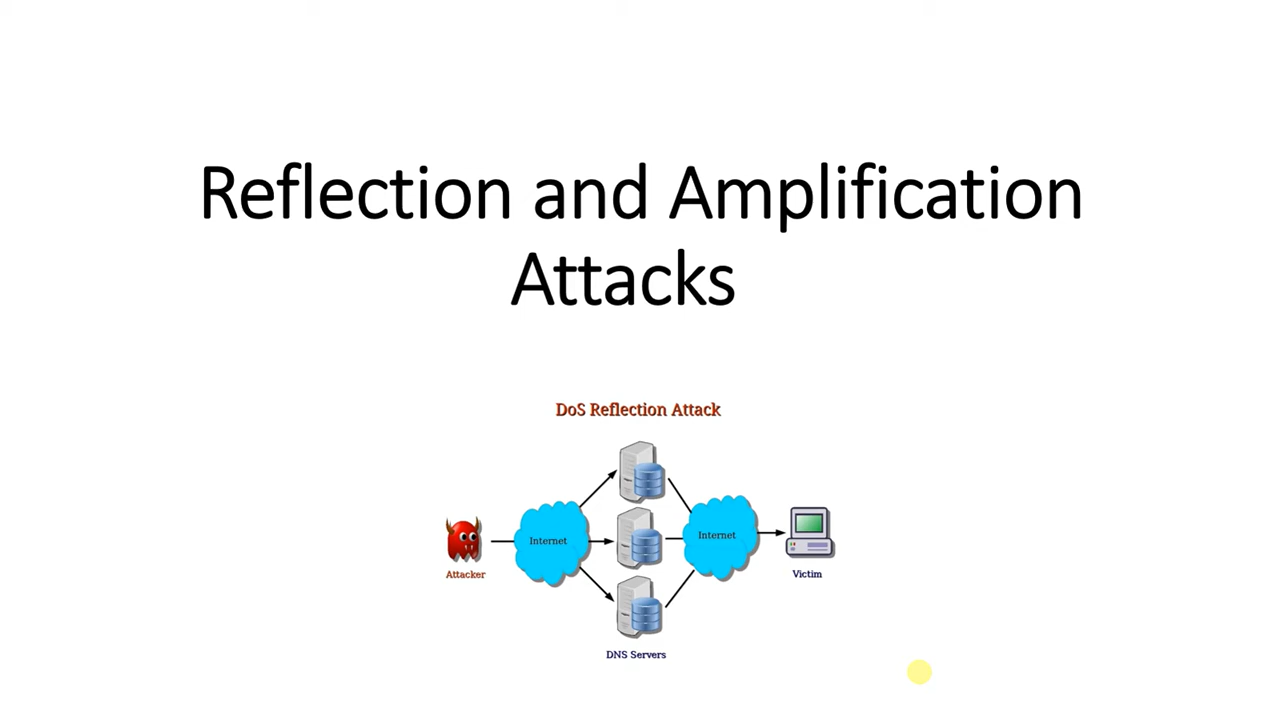 Reflection and Amplification
Attacks
DoS Reflection Attack
Internet
Internet
Attacker
Victim
DNS Servers